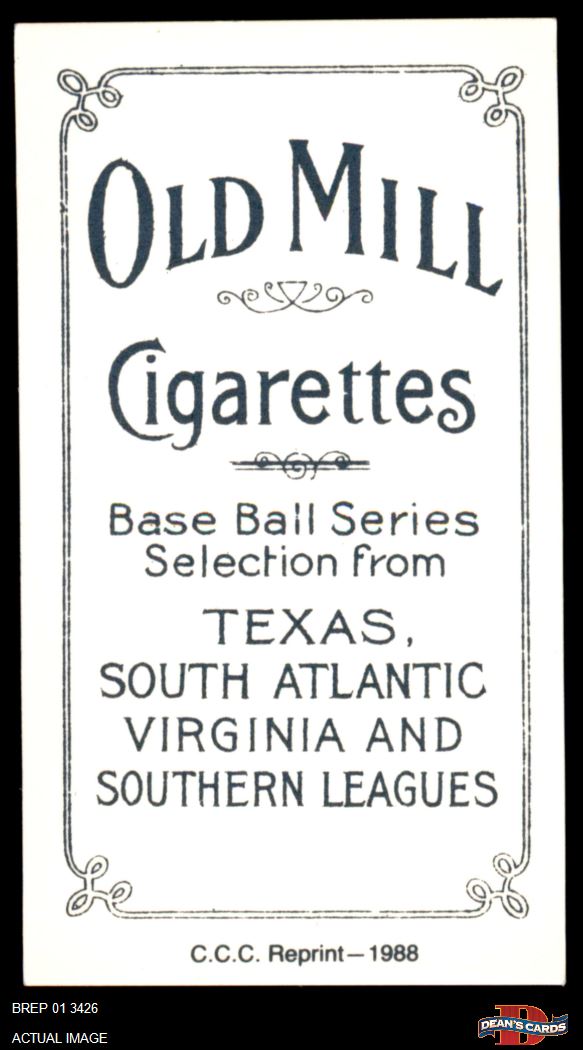 OLD MILL
Cigarettes
Base Ball Series
Selection from
TEXAS,
SOUTH ATLANTIC
VIRGINIA AND
SOUTHERN LEAGUES
C.C.C. Reprint — 1988
BREP 01 3426
ACTUAL IMAGE
D
DEAN'S CARDS